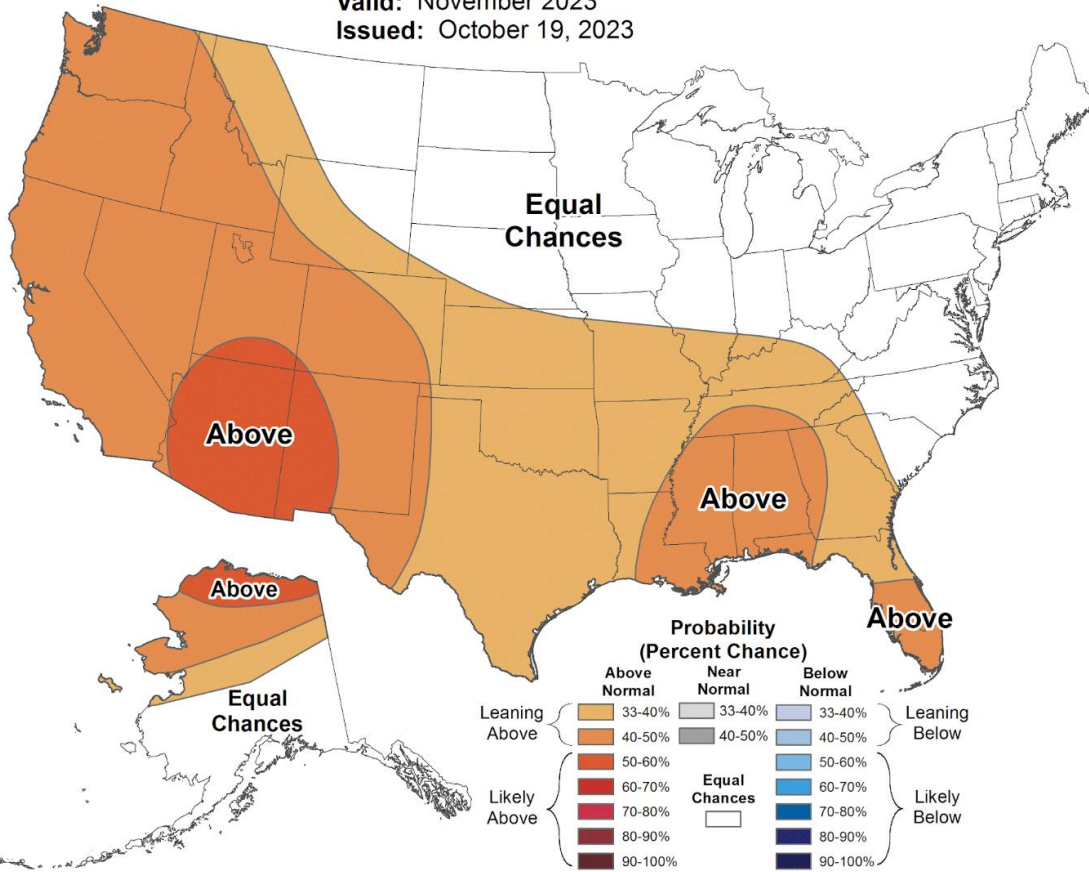 Valid: November 2023
Issued: October 19, 2023
Equal
Chances
Above
Above
Above
Above
Equal
Chances
Probability
(Percent Chance)
Above
Normal
Near
Normal
Below
Normal
Leaning
Above
33-40%
40-50%
33-40%
40-50%
33-40%
40-50%
Leaning
Below
Likely
Above
50-60%
60-70%
70-80%
80-90%
90-100%
Equal
Chances
50-60%
60-70%
70-80%
80-90%
90-100%
Likely
Below